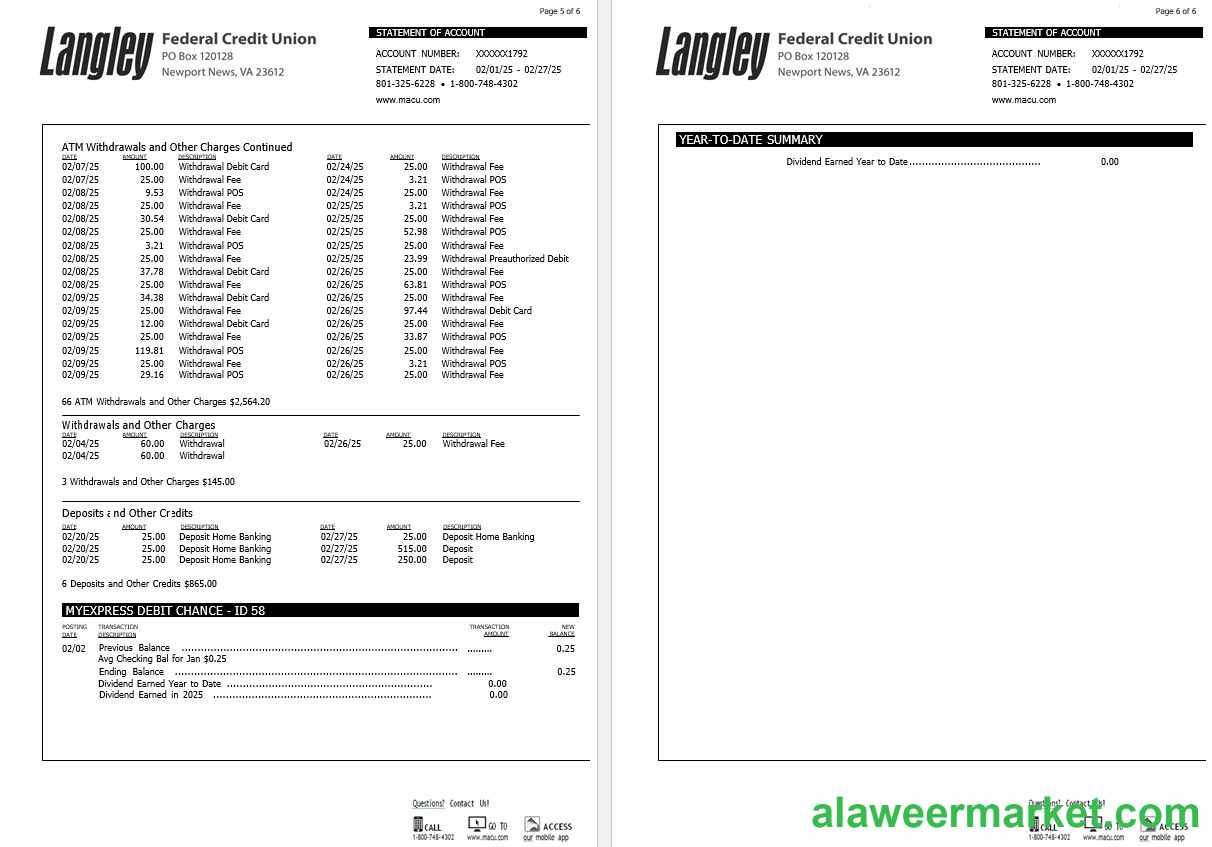 Page 5 of 6
Langley Federal Credit Union
PO Box 120128
Newport News, VA 23612
STATEMENT OF ACCOUNT
ACCOUNT NUMBER: XXXXXX1792
STATEMENT DATE: 02/01/25 - 02/27/25
801-325-6228 • 1-800-748-4302
www.macu.com
ATM Withdrawals and Other Charges Continued
DATE AMOUNT DESCRIPTION DATE AMOUNT DESCRIPTION
02/07/25 100.00 Withdrawal Debit Card 02/24/25 25.00 Withdrawal Fee
02/07/25 25.00 Withdrawal Fee 02/24/25 3.21 Withdrawal POS
02/08/25 9.53 Withdrawal POS 02/24/25 25.00 Withdrawal Fee
02/08/25 25.00 Withdrawal Fee 02/25/25 3.21 Withdrawal POS
02/08/25 30.54 Withdrawal Debit Card 02/25/25 25.00 Withdrawal Fee
02/08/25 25.00 Withdrawal Fee 02/25/25 52.98 Withdrawal POS
02/08/25 3.21 Withdrawal POS 02/25/25 25.00 Withdrawal Fee
02/08/25 25.00 Withdrawal Fee 02/25/25 23.99 Withdrawal Preauthorized Debit
02/08/25 37.78 Withdrawal Debit Card 02/26/25 25.00 Withdrawal Fee
02/08/25 25.00 Withdrawal Fee 02/26/25 63.81 Withdrawal POS
02/09/25 34.38 Withdrawal Debit Card 02/26/25 25.00 Withdrawal Fee
02/09/25 25.00 Withdrawal Fee 02/26/25 97.44 Withdrawal Debit Card
02/09/25 12.00 Withdrawal Debit Card 02/26/25 25.00 Withdrawal Fee
02/09/25 25.00 Withdrawal Fee 02/26/25 33.87 Withdrawal POS
02/09/25 119.81 Withdrawal POS 02/26/25 25.00 Withdrawal Fee
02/09/25 25.00 Withdrawal Fee 02/26/25 3.21 Withdrawal POS
02/09/25 29.16 Withdrawal POS 02/26/25 25.00 Withdrawal Fee
66 ATM Withdrawals and Other Charges $2,564.20
Withdrawals and Other Charges
DATE AMOUNT DESCRIPTION DATE AMOUNT DESCRIPTION
02/04/25 60.00 Withdrawal 02/26/25 25.00 Withdrawal Fee
02/04/25 60.00 Withdrawal
3 Withdrawals and Other Charges $145.00
Deposits and Other Credits
DATE AMOUNT DESCRIPTION DATE AMOUNT DESCRIPTION
02/20/25 25.00 Deposit Home Banking 02/27/25 25.00 Deposit Home Banking
02/20/25 25.00 Deposit Home Banking 02/27/25 515.00 Deposit
02/20/25 25.00 Deposit Home Banking 02/27/25 250.00 Deposit
6 Deposits and Other Credits $865.00
MYEXPRESS DEBIT CHANCE - ID 58
POSTING TRANSACTION TRANSACTION NEW
DATE DESCRIPTION AMOUNT BALANCE
02/02 Previous Balance ........ 0.25
Avg Checking Bal for Jan $0.25
Ending Balance ........ 0.25
Dividend Earned Year to Date ........ 0.00
Dividend Earned in 2025 ........ 0.00
Questions? Contact Us!
CALL GO TO ACCESS
1-800-748-4302 www.macu.com our mobile app
Page 6 of 6
Langley Federal Credit Union
PO Box 120128
Newport News, VA 23612
STATEMENT OF ACCOUNT
ACCOUNT NUMBER: XXXXXX1792
STATEMENT DATE: 02/01/25 - 02/27/25
801-325-6228 • 1-800-748-4302
www.macu.com
YEAR-TO-DATE SUMMARY
Dividend Earned Year to Date........ 0.00
Questions? Contact Us!
alaweermarket.com
CALL GO TO ACCESS
1-800-748-4302 www.macu.com our mobile app